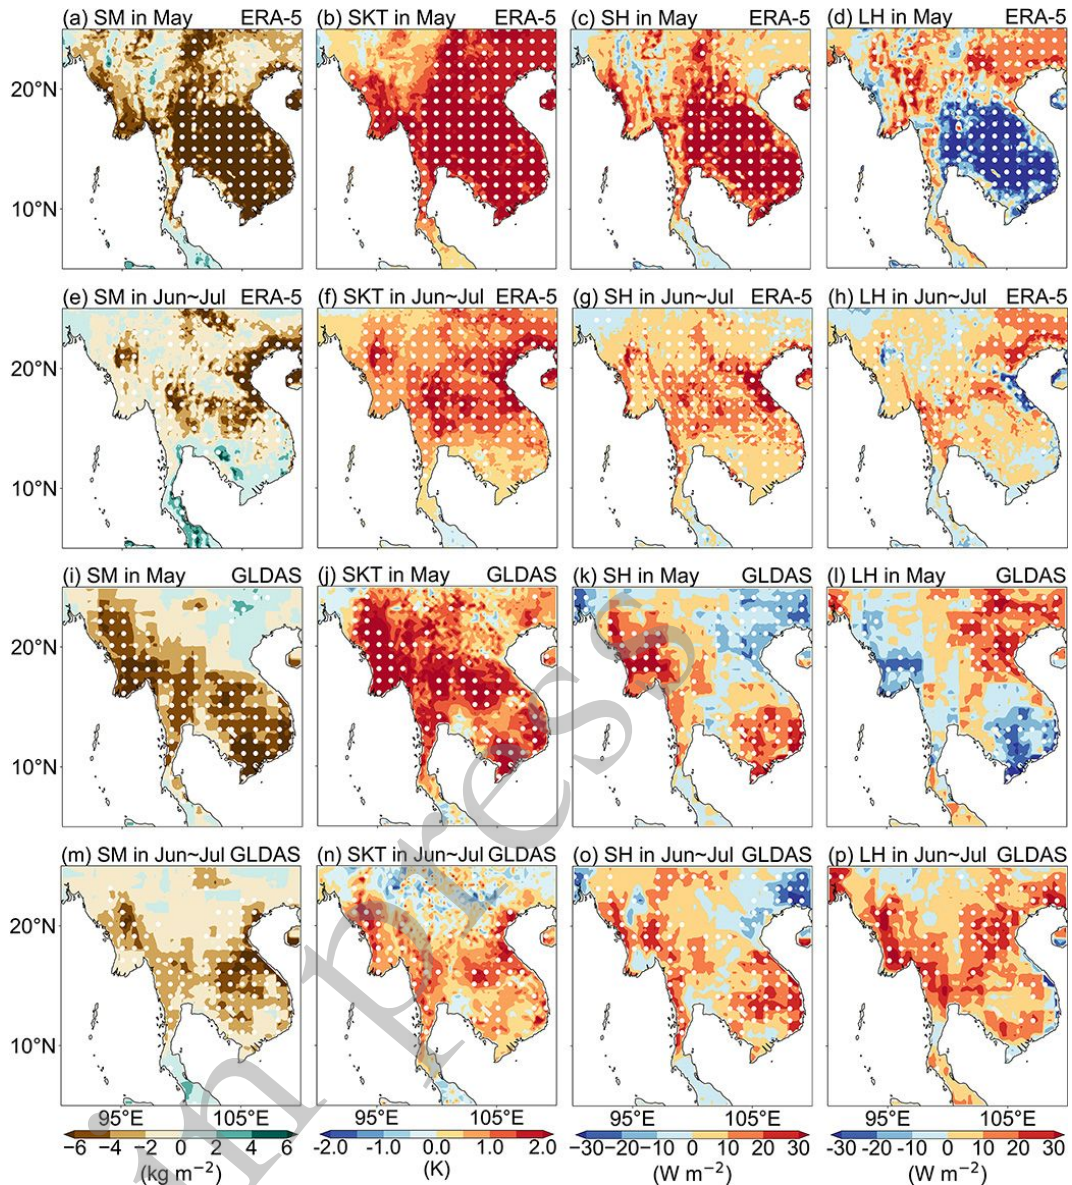 (a) SM in May ERA-5 (b) SKT in May ERA-5 (c) SH in May ERA-5 (d) LH in May ERA-5
20°N
10°N
(e) SM in Jun~Jul ERA-5 (f) SKT in Jun~Jul ERA-5 (g) SH in Jun~Jul ERA-5 (h) LH in Jun~Jul ERA-5
20°N
10°N
(i) SM in May GLDAS (j) SKT in May GLDAS (k) SH in May GLDAS (l) LH in May GLDAS
20°N
10°N
(m) SM in Jun~Jul GLDAS (n) SKT in Jun~Jul GLDAS (o) SH in Jun~Jul GLDAS (p) LH in Jun~Jul GLDAS
20°N
10°N
95°E 105°E 95°E 105°E 95°E 105°E 95°E 105°E
−6 −4 −2 0 2 4 6 -2.0 -1.0 0.0 1.0 2.0 −30 −20 −10 0 10 20 30 −30 −20 −10 0 10 20 30
(kg m⁻²) (K) (W m⁻²) (W m⁻²)
in press